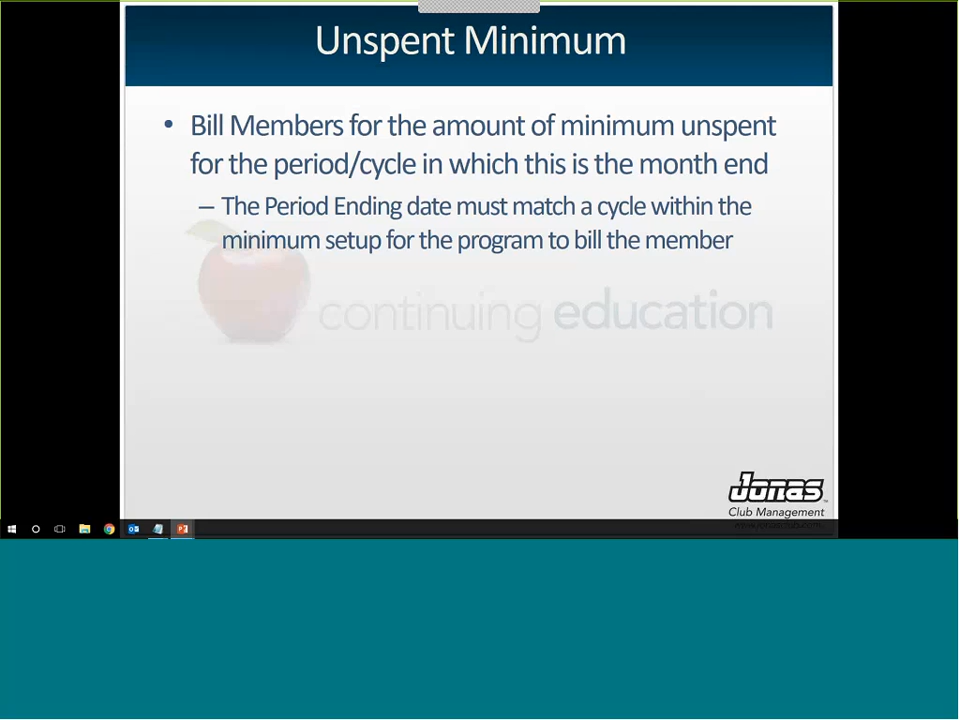 Unspent Minimum
• Bill Members for the amount of minimum unspent
for the period/cycle in which this is the month end
– The Period Ending date must match a cycle within the
minimum setup for the program to bill the member
continuing education
Jonas
Club Management